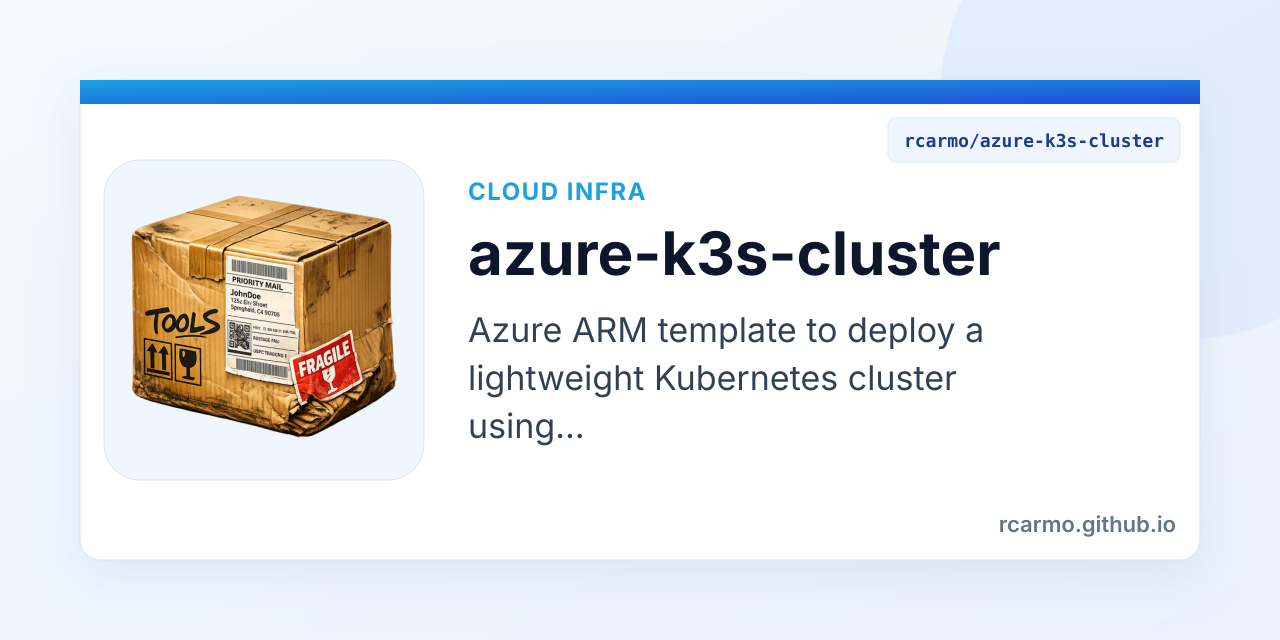 rcarmo/azure-k3s-cluster
CLOUD INFRA
azure-k3s-cluster
Azure ARM template to deploy a
lightweight Kubernetes cluster
using...
TOOLS
PRIORITY MAIL
JohnDoe
FRAGILE
rcarmo.github.io